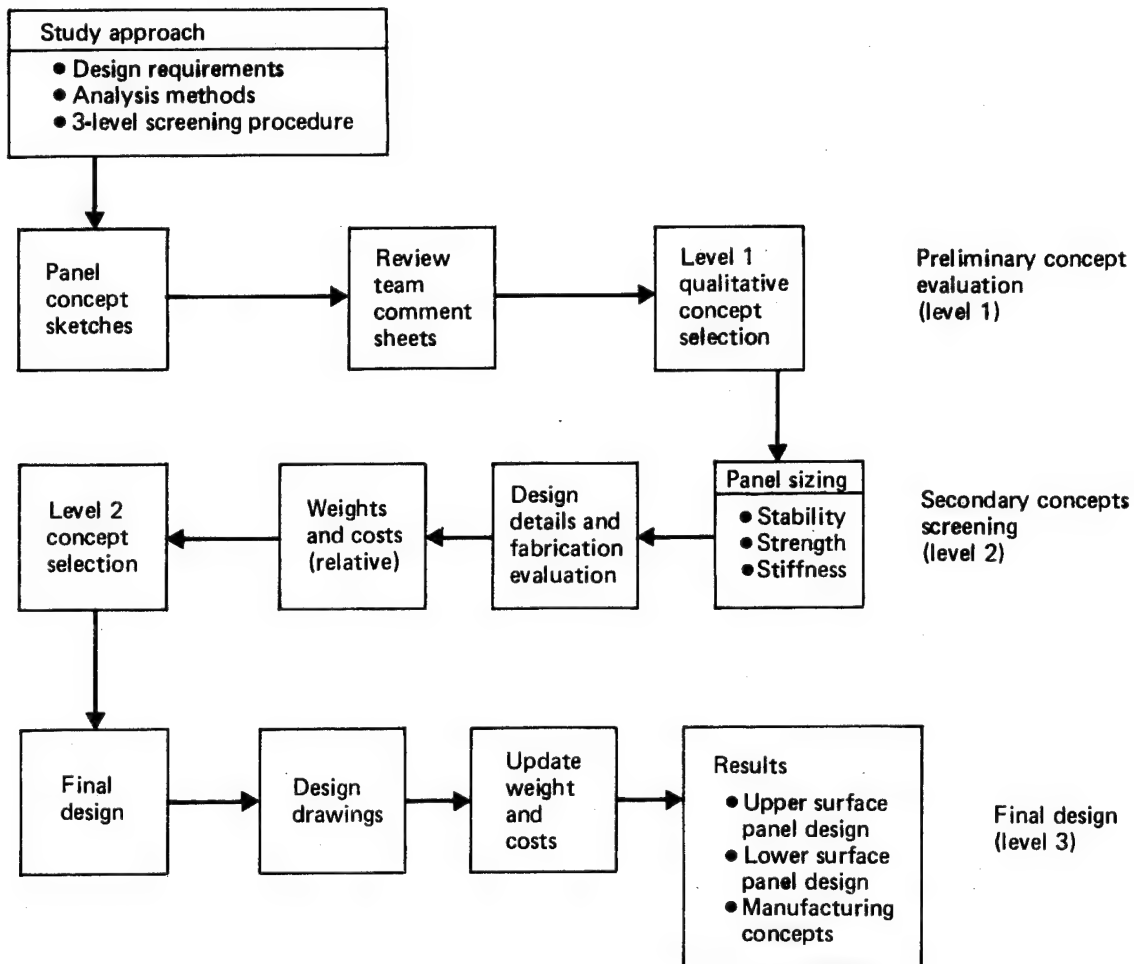 Study approach
● Design requirements
● Analysis methods
● 3-level screening procedure
Panel
concept
sketches
Review
team
comment
sheets
Level 1
qualitative
concept
selection
Preliminary concept
evaluation
(level 1)
Level 2
concept
selection
Weights
and costs
(relative)
Design
details and
fabrication
evaluation
Panel sizing
● Stability
● Strength
● Stiffness
Secondary concepts
screening
(level 2)
Final
design
Design
drawings
Update
weight
and
costs
Results
● Upper surface
panel design
● Lower surface
panel design
● Manufacturing
concepts
Final design
(level 3)